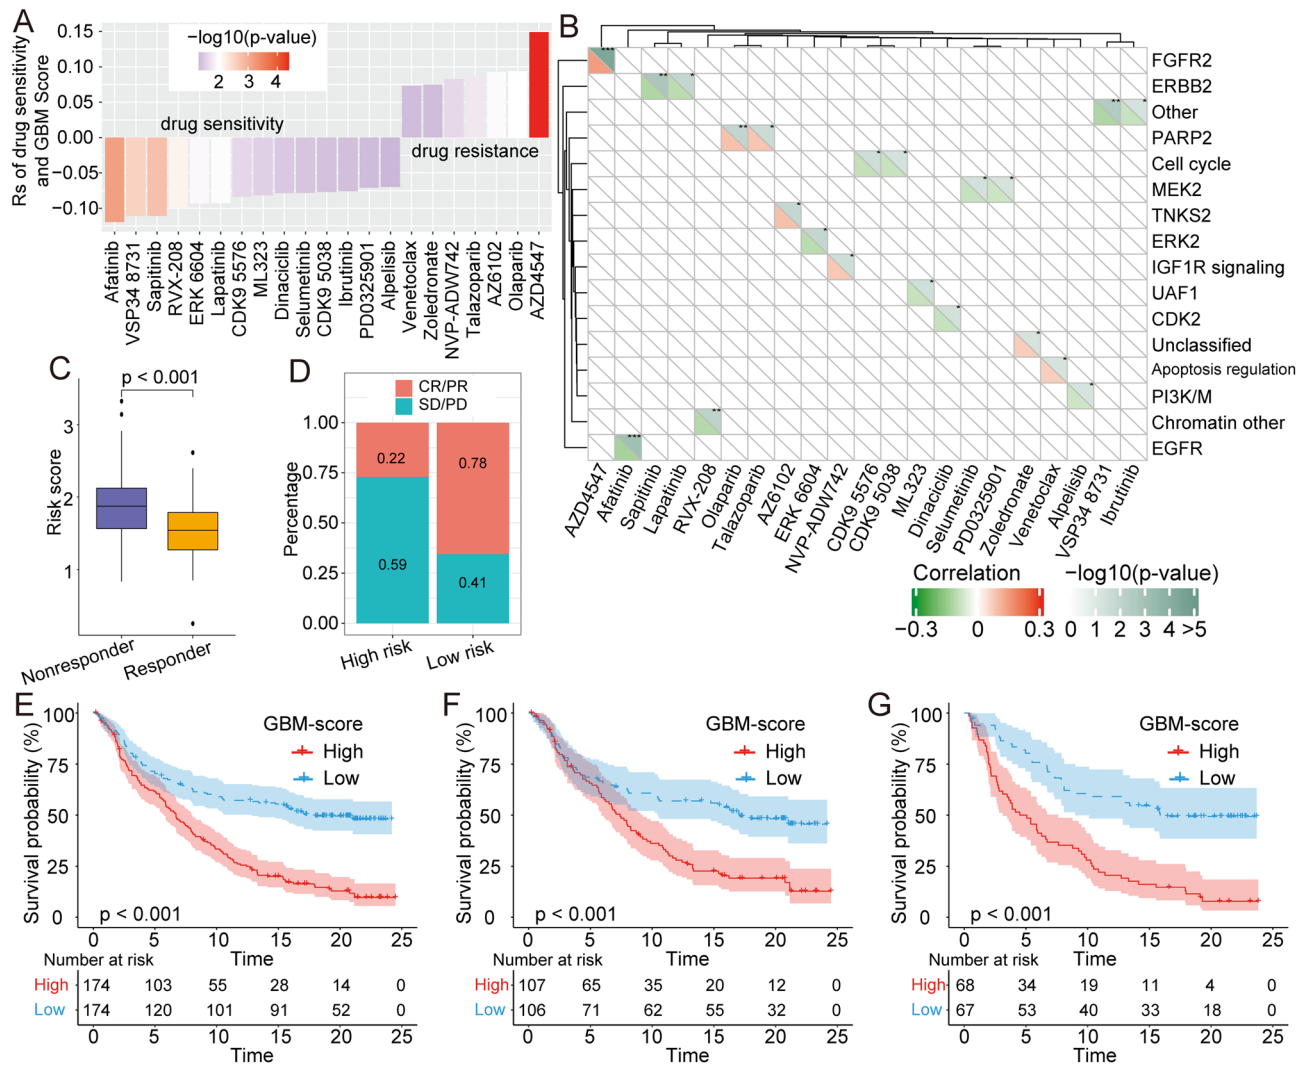 A
Rs of drug sensitivity
and GBM Score
0.15
0.10
0.05
0.00
−0.05
−0.10
−log10(p-value)
2 3 4
drug sensitivity
drug resistance
Afatinib
VSP34 8731
Sapitinib
RVX-208
ERK 6604
Lapatinib
CDK9 5576
ML323
Dinaciclib
Selumetinib
CDK9 5038
Ibrutinib
PD0325901
Alpelisib
Venetoclax
Zoledronate
NVP-ADW742
Talazoparib
AZ6102
Olaparib
AZD4547
B
***
** *
** *
** *
* *
* *
*
*
*
*
*
*
*
*
**
***
FGFR2
ERBB2
Other
PARP2
Cell cycle
MEK2
TNKS2
ERK2
IGF1R signaling
UAF1
CDK2
Unclassified
Apoptosis regulation
PI3K/M
Chromatin other
EGFR
AZD4547
Afatinib
Sapitinib
Lapatinib
RVX-208
Olaparib
Talazoparib
AZ6102
ERK 6604
NVP-ADW742
CDK9 5576
CDK9 5038
ML323
Dinaciclib
Selumetinib
PD0325901
Zoledronate
Venetoclax
Alpelisib
VSP34 8731
Ibrutinib
Correlation
−0.3 0 0.3
−log10(p-value)
0 1 2 3 4 >5
C
p < 0.001
Risk score
3
2
1
Nonresponder
Responder
D
CR/PR
SD/PD
Percentage
1.00
0.75
0.50
0.25
0.00
0.22
0.59
0.78
0.41
High risk
Low risk
E
Survival probability (%)
100
75
50
25
0
GBM-score
High
Low
p < 0.001
0 5 10 15 20 25
Time
Number at risk
High 174 103 55 28 14 0
Low 174 120 101 91 52 0
0 5 10 15 20 25
Time
F
Survival probability (%)
100
75
50
25
0
GBM-score
High
Low
p < 0.001
0 5 10 15 20 25
Time
Number at risk
High 107 65 35 20 12 0
Low 106 71 62 55 32 0
0 5 10 15 20 25
Time
G
Survival probability (%)
100
75
50
25
0
GBM-score
High
Low
p < 0.001
0 5 10 15 20 25
Time
Number at risk
High 68 34 19 11 4 0
Low 67 53 40 33 18 0
0 5 10 15 20 25
Time